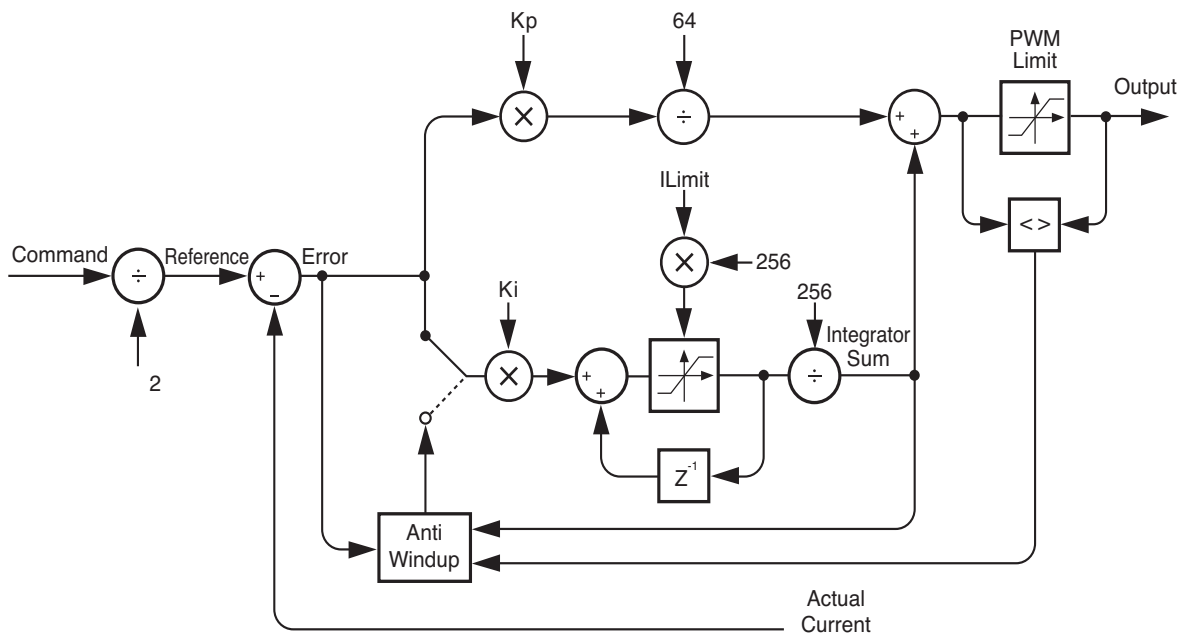 Kp
64
PWM
Limit
Output
×
÷
+
+
ILimit
< >
Command
Reference
Error
÷
+
−
×
256
Ki
256
Integrator
Sum
2
×
+
+
÷
Z⁻¹
Anti
Windup
Actual
Current